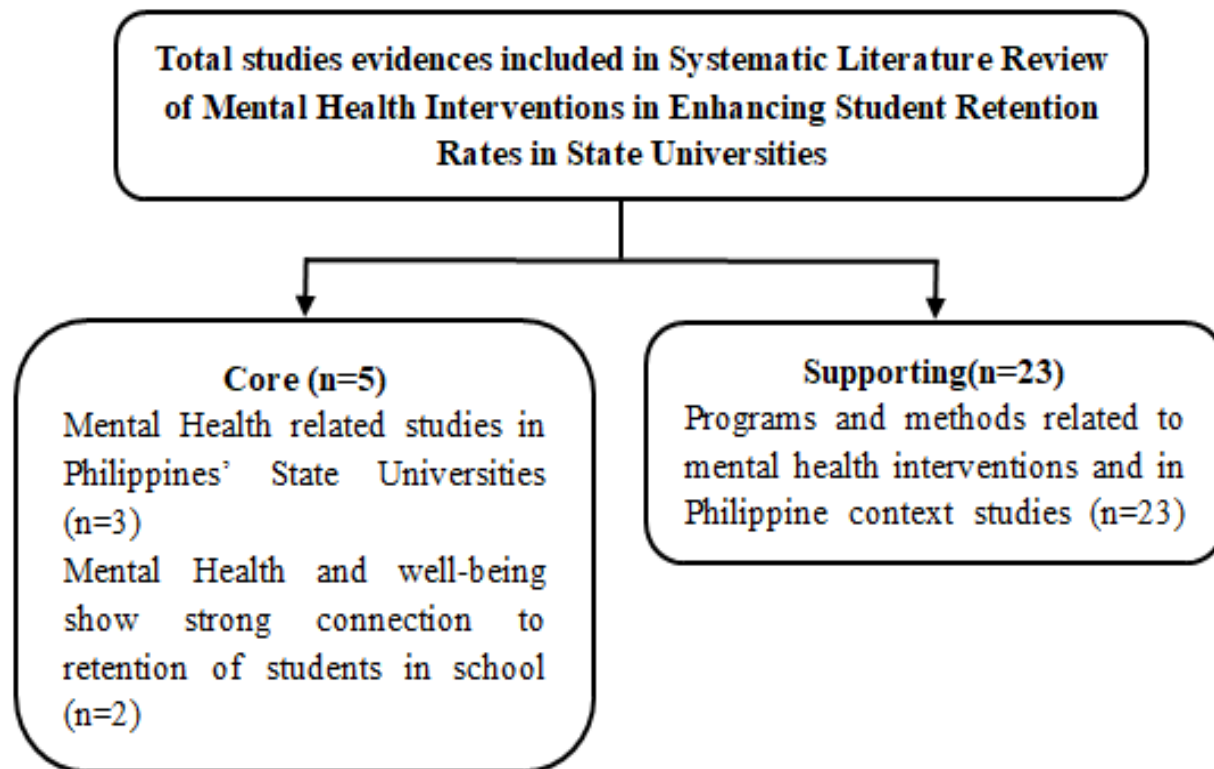 Total studies evidences included in Systematic Literature Review
of Mental Health Interventions in Enhancing Student Retention
Rates in State Universities
Core (n=5)
Mental Health related studies in
Philippines’ State Universities
(n=3)
Mental Health and well-being
show strong connection to
retention of students in school
(n=2)
Supporting(n=23)
Programs and methods related to
mental health interventions and in
Philippine context studies (n=23)